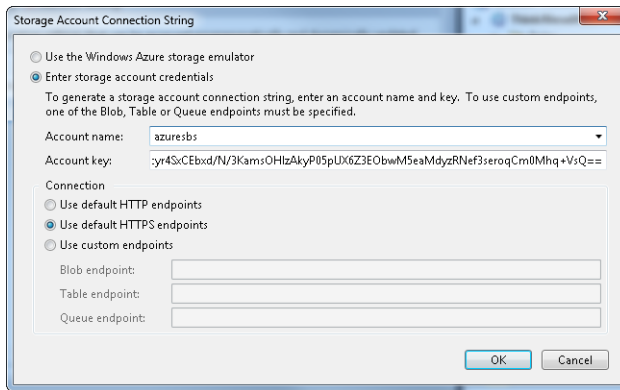 Storage Account Connection String
Use the Windows Azure storage emulator
Enter storage account credentials
To generate a storage account connection string, enter an account name and key. To use custom endpoints,
one of the Blob, Table or Queue endpoints must be specified.
Account name: azuresbs
Account key: :yr4SxCEbxd/N/3KamsOHIzAkyP05pUX6Z3EObwM5eaMdyzRNef3seroqCm0Mhq+VsQ==
Connection
Use default HTTP endpoints
Use default HTTPS endpoints
Use custom endpoints
Blob endpoint:
Table endpoint:
Queue endpoint:
OK Cancel